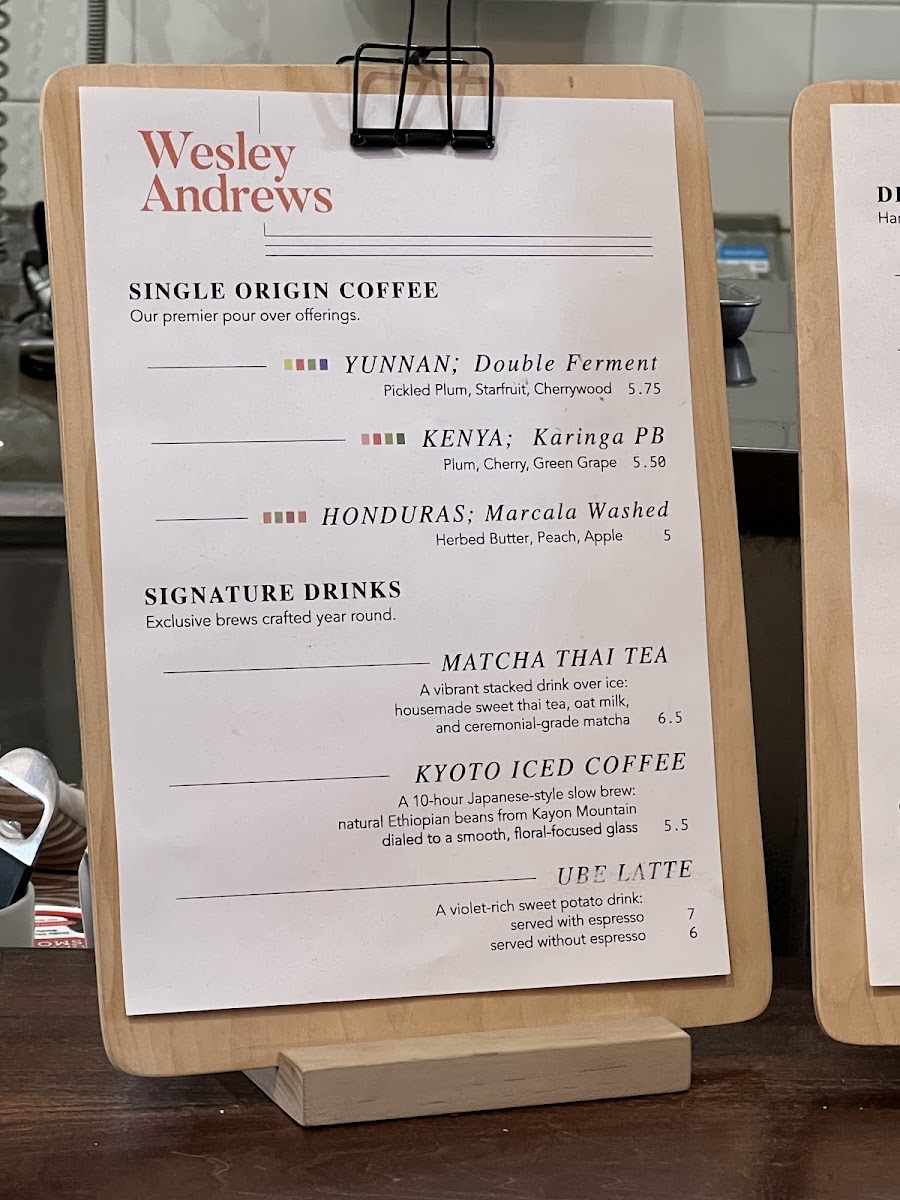 Wesley
Andrews
SINGLE ORIGIN COFFEE
Our premier pour over offerings.
YUNNAN; Double Ferment
Pickled Plum, Starfruit, Cherrywood 5.75
KENYA; Karinga PB
Plum, Cherry, Green Grape 5.50
HONDURAS; Marcala Washed
Herbed Butter, Peach, Apple 5
SIGNATURE DRINKS
Exclusive brews crafted year round.
MATCHA THAI TEA
A vibrant stacked drink over ice:
housemade sweet thai tea, oat milk,
and ceremonial-grade matcha 6.5
KYOTO ICED COFFEE
A 10-hour Japanese-style slow brew:
natural Ethiopian beans from Kayon Mountain
dialed to a smooth, floral-focused glass 5.5
UBE LATTE
A violet-rich sweet potato drink:
served with espresso 7
served without espresso 6